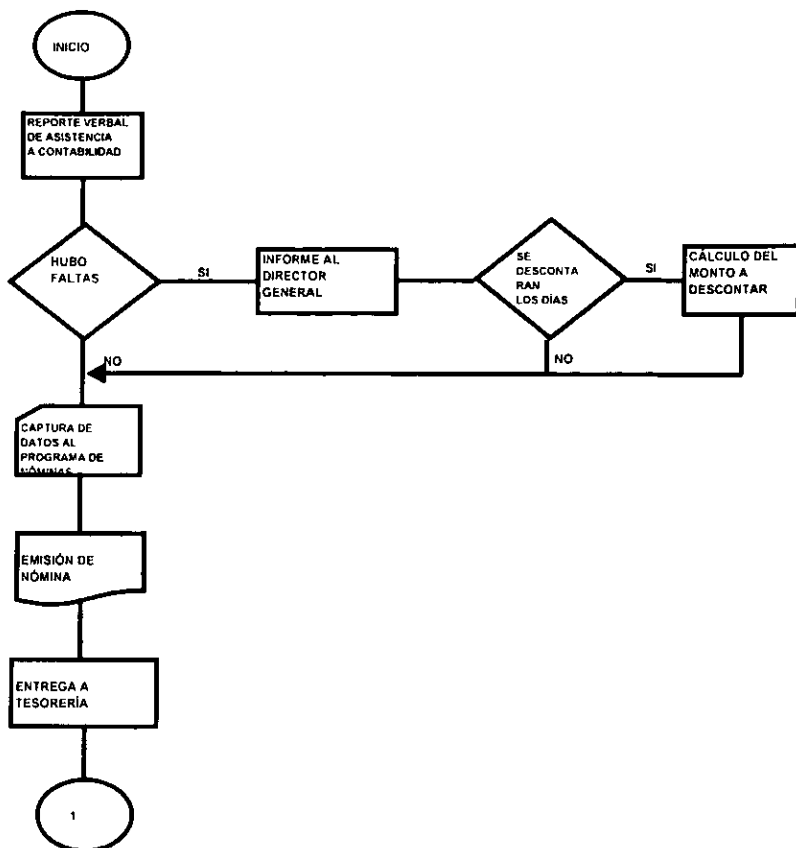 INICIO
REPORTE VERBAL
DE ASISTENCIA
A CONTABILIDAD
HUBO
FALTAS
SI
INFORME AL
DIRECTOR
GENERAL
SE
DESCONTA
RAN
LOS DÍAS
SI
CÁLCULO DEL
MONTO A
DESCONTAR
NO
NO
CAPTURA DE
DATOS AL
PROGRAMA DE
NÓMINAS
EMISIÓN DE
NÓMINA
ENTREGA A
TESORERÍA
1